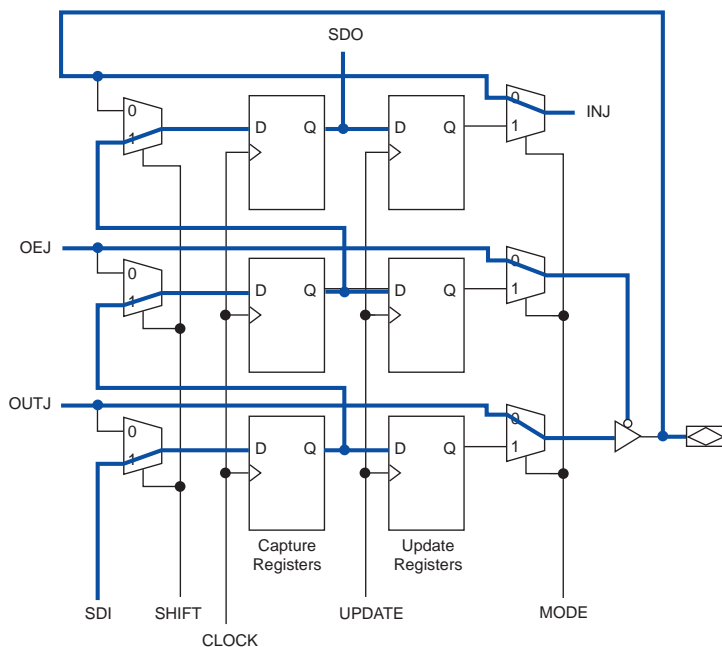 SDO
0
1
D Q
D Q
0
1
INJ
OEJ
0
1
D Q
D Q
0
1
OUTJ
0
1
D Q
D Q
0
1
Capture
Registers
Update
Registers
SDI
SHIFT
CLOCK
UPDATE
MODE